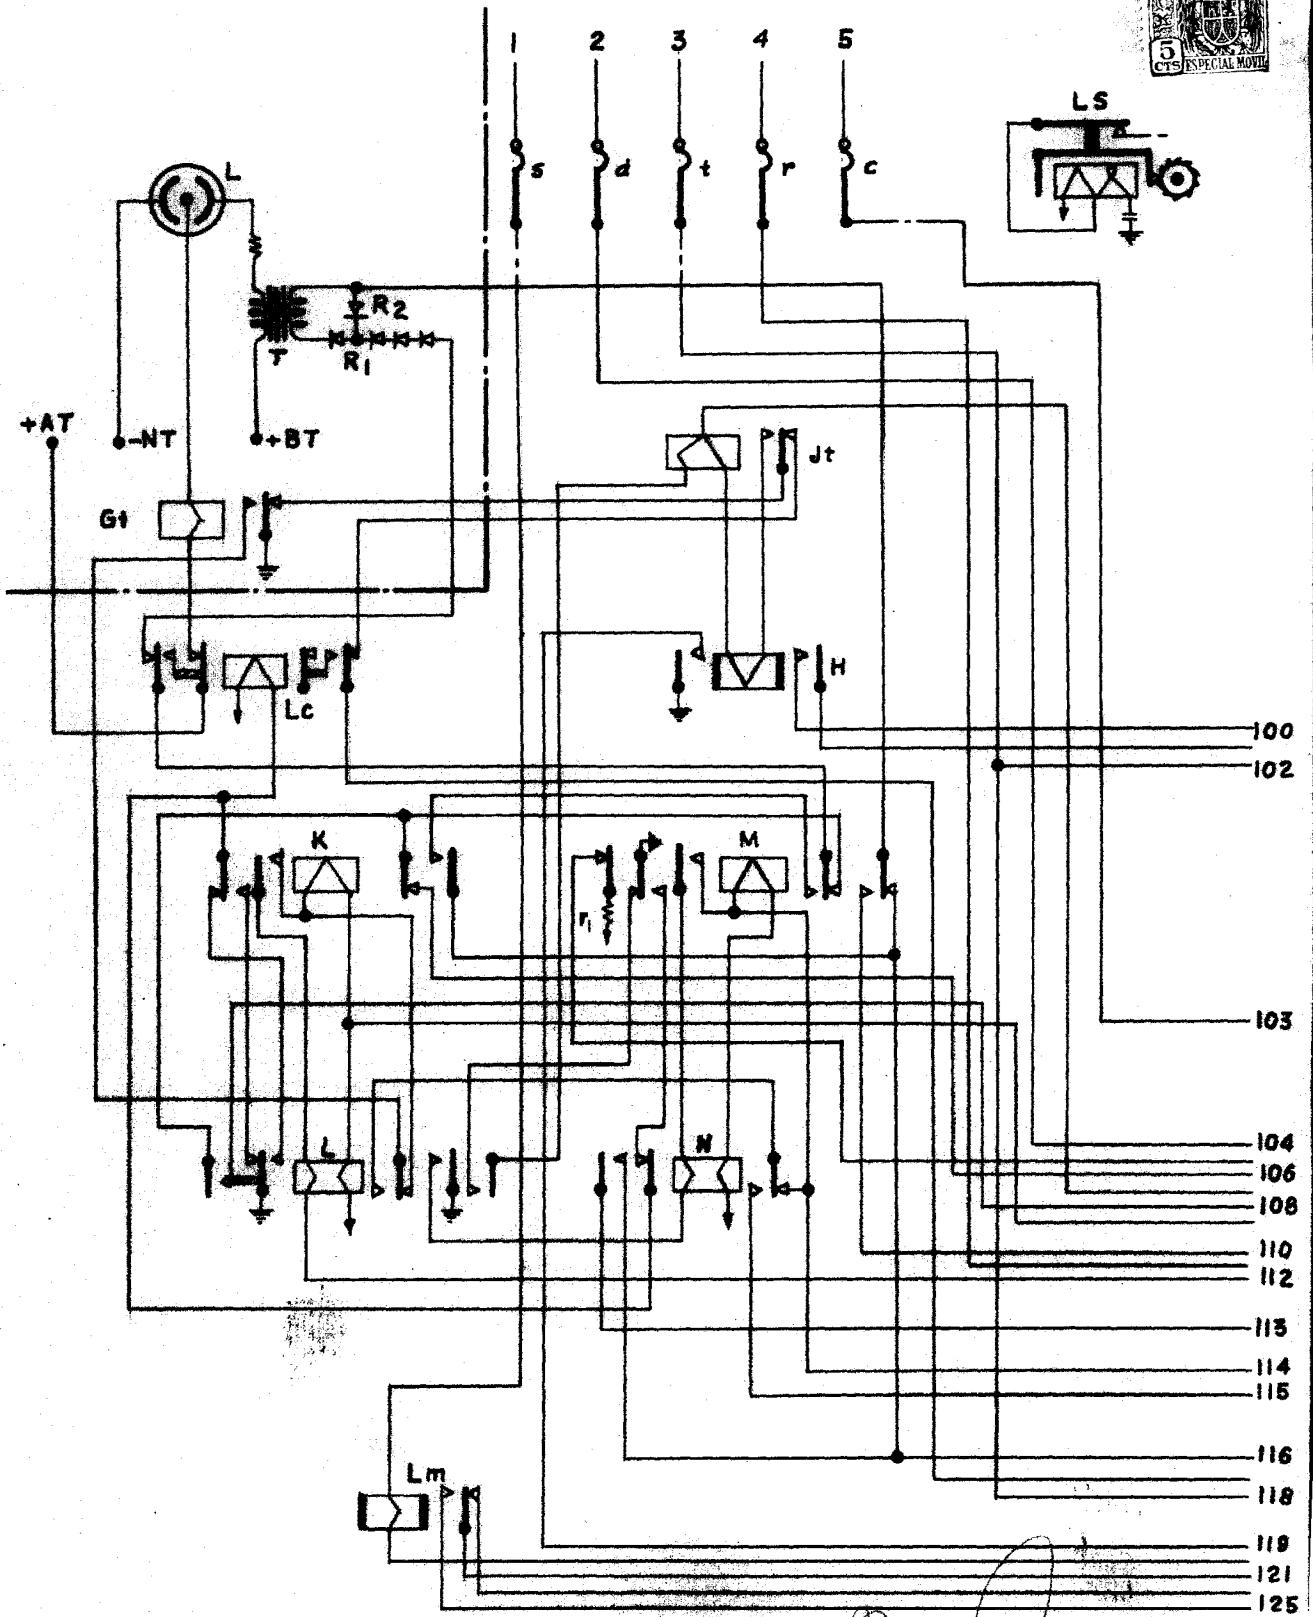 1 2 3 4 5
5 CTS ESPECIAL MOVIL
LS
L
s d t r c
R2
T R1
+AT -NT +BT
Jt
Gt
H
Lc
100
102
K M
r1
103
104
L N
106
108
110
112
113
114
115
116
Lm
118
119
121
125